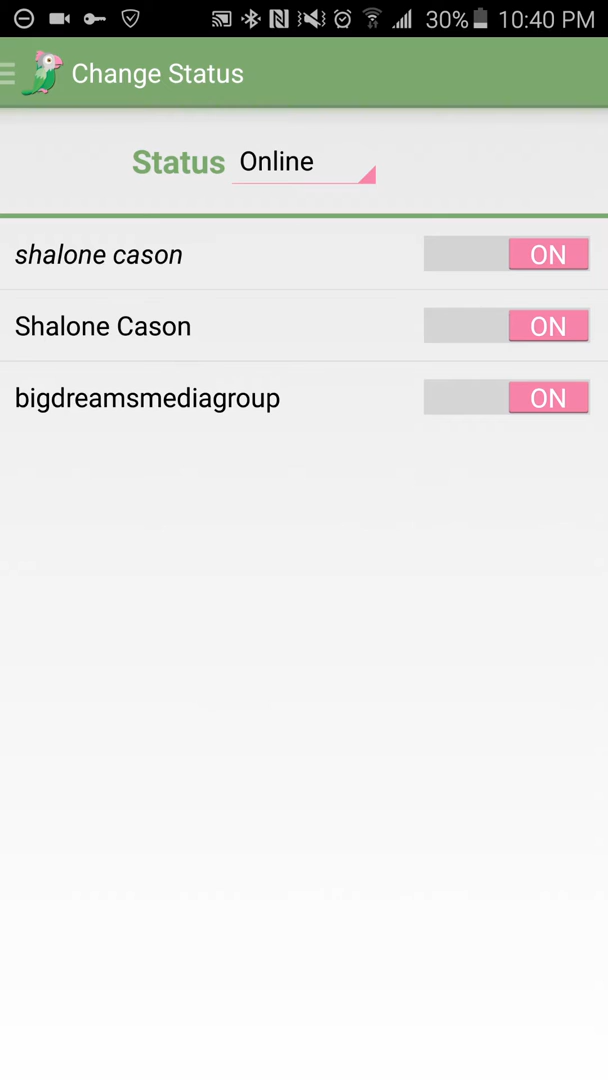 30% 10:40 PM
Change Status
Status Online
shalone cason ON
Shalone Cason ON
bigdreamsmediagroup ON